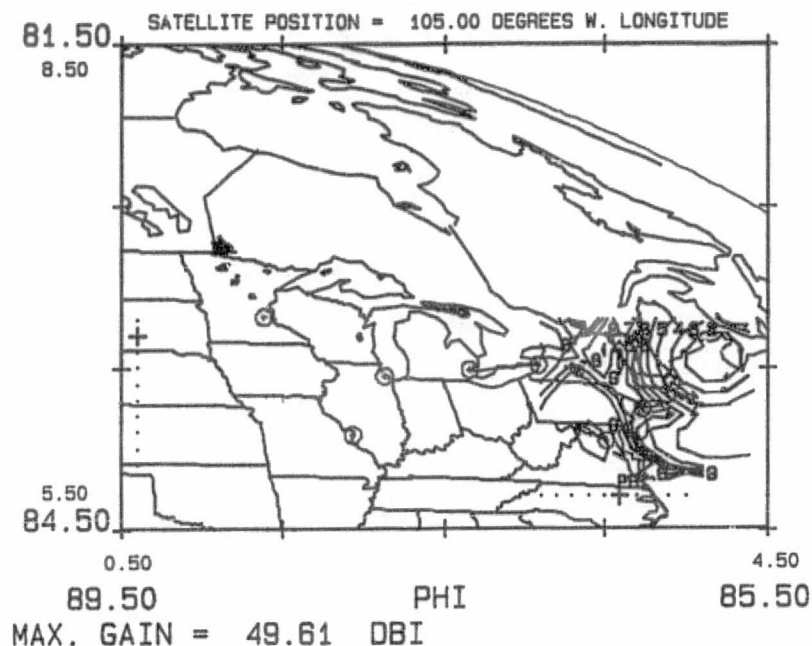 SATELLITE POSITION = 105.00 DEGREES W. LONGITUDE
81.50
8.50
5.50
84.50
0.50
4.50
89.50 PHI 85.50
MAX. GAIN = 49.61 DBI